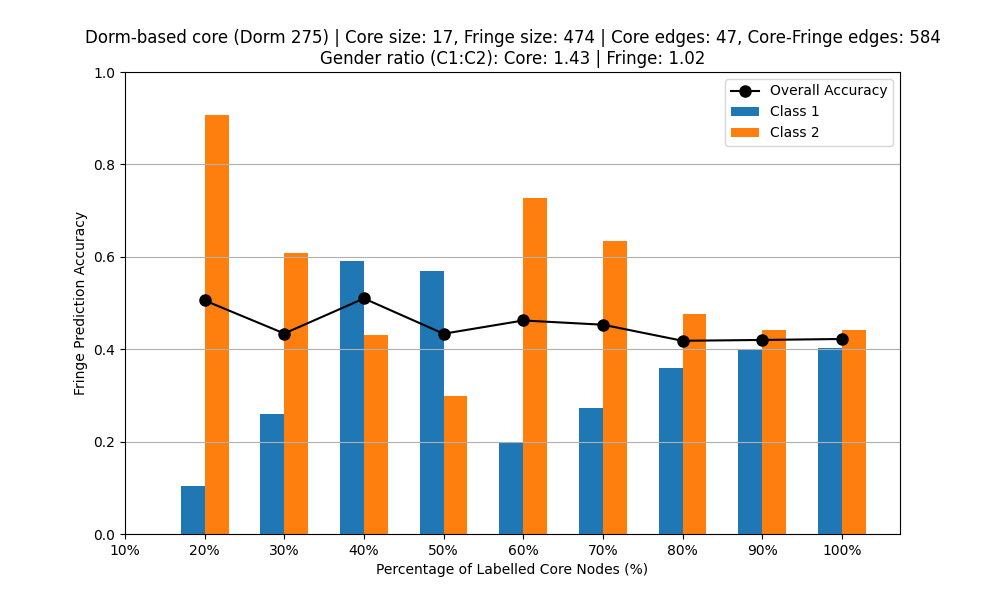 Dorm-based core (Dorm 275) | Core size: 17, Fringe size: 474 | Core edges: 47, Core-Fringe edges: 584
Gender ratio (C1:C2): Core: 1.43 | Fringe: 1.02
Overall Accuracy
Class 1
Class 2
Fringe Prediction Accuracy
1.0
0.8
0.6
0.4
0.2
0.0
10% 20% 30% 40% 50% 60% 70% 80% 90% 100%
Percentage of Labelled Core Nodes (%)